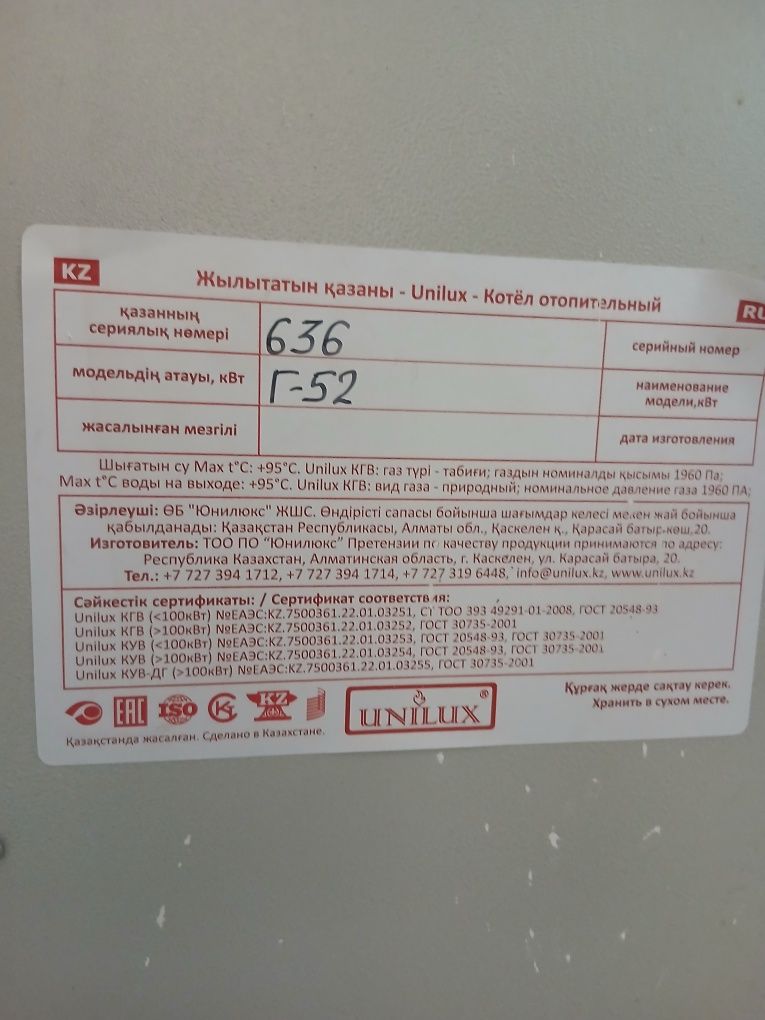 KZ
Жылытатын қазаны - Unilux - Котёл отопительный
RU
қазанның
сериялық нөмері
636
серийный номер
модельдің атауы, кВт
Г-52
наименование
модели,кВт
жасалынған мезгілі
дата изготовления
Шығатын су Max t°C: +95°C. Unilux КГВ: газ түрі - табиғи; газдын номиналды қысымы 1960 Па;
Max t°C воды на выходе: +95°C. Unilux КГВ: вид газа - природный; номинальное давление газа 1960 ПА;
Әзірлеуші: ӨБ "Юнилюкс" ЖШС. Өндірісті сапасы бойынша шағымдар келесі мекен жай бойынша
қабылданады: Қазақстан Республикасы, Алматы обл., Қаскелен қ., Қарасай батыр-көш,20.
Изготовитель: ТОО ПО "Юнилюкс" Претензии по качеству продукции принимаются по адресу:
Республика Казахстан, Алматинская область, г. Каскелен, ул. Карасай батыра, 20.
Тел.: +7 727 394 1712, +7 727 394 1714, +7 727 319 6448, info@unilux.kz, www.unilux.kz
Сәйкестік сертификаты: / Сертификат соответствия:
Unilux КГВ (<100кВт) №ЕАЭС:KZ.7500361.22.01.03251, СТ ТОО 393 49291-01-2008, ГОСТ 20548-93
Unilux КГВ (>100кВт) №ЕАЭС:KZ.7500361.22.01.03252, ГОСТ 30735-2001
Unilux КУВ (<100кВт) №ЕАЭС:KZ.7500361.22.01.03253, ГОСТ 20548-93, ГОСТ 30735-2001
Unilux КУВ (>100кВт) №ЕАЭС:KZ.7500361.22.01.03254, ГОСТ 20548-93, ГОСТ 30735-2001
Unilux КУВ-ДГ (>100кВт) №ЕАЭС:KZ.7500361.22.01.03255, ГОСТ 30735-2001
EAC ISO KZ
UNILUX®
Құрғақ жерде сақтау керек.
Хранить в сухом месте.
Қазақстанда жасалған. Сделано в Казахстане.